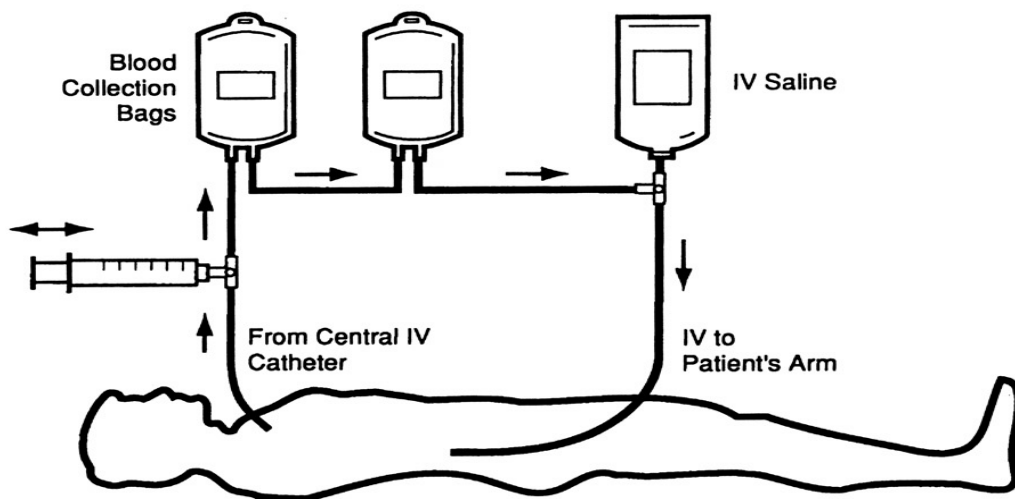 Blood
Collection
Bags
IV Saline
From Central IV
Catheter
IV to
Patient's Arm